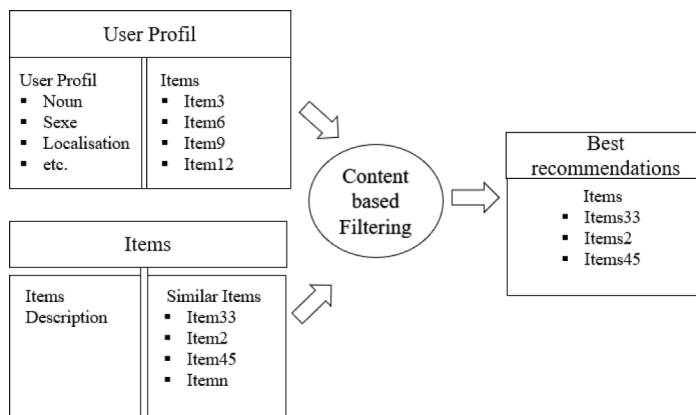 User Profil
User Profil
▪ Noun
▪ Sexe
▪ Localisation
▪ etc.
Items
▪ Item3
▪ Item6
▪ Item9
▪ Item12
Items
Items
Description
Similar Items
▪ Item33
▪ Item2
▪ Item45
▪ Itemn
Content
based
Filtering
Best
recommendations
Items
▪ Items33
▪ Items2
▪ Items45